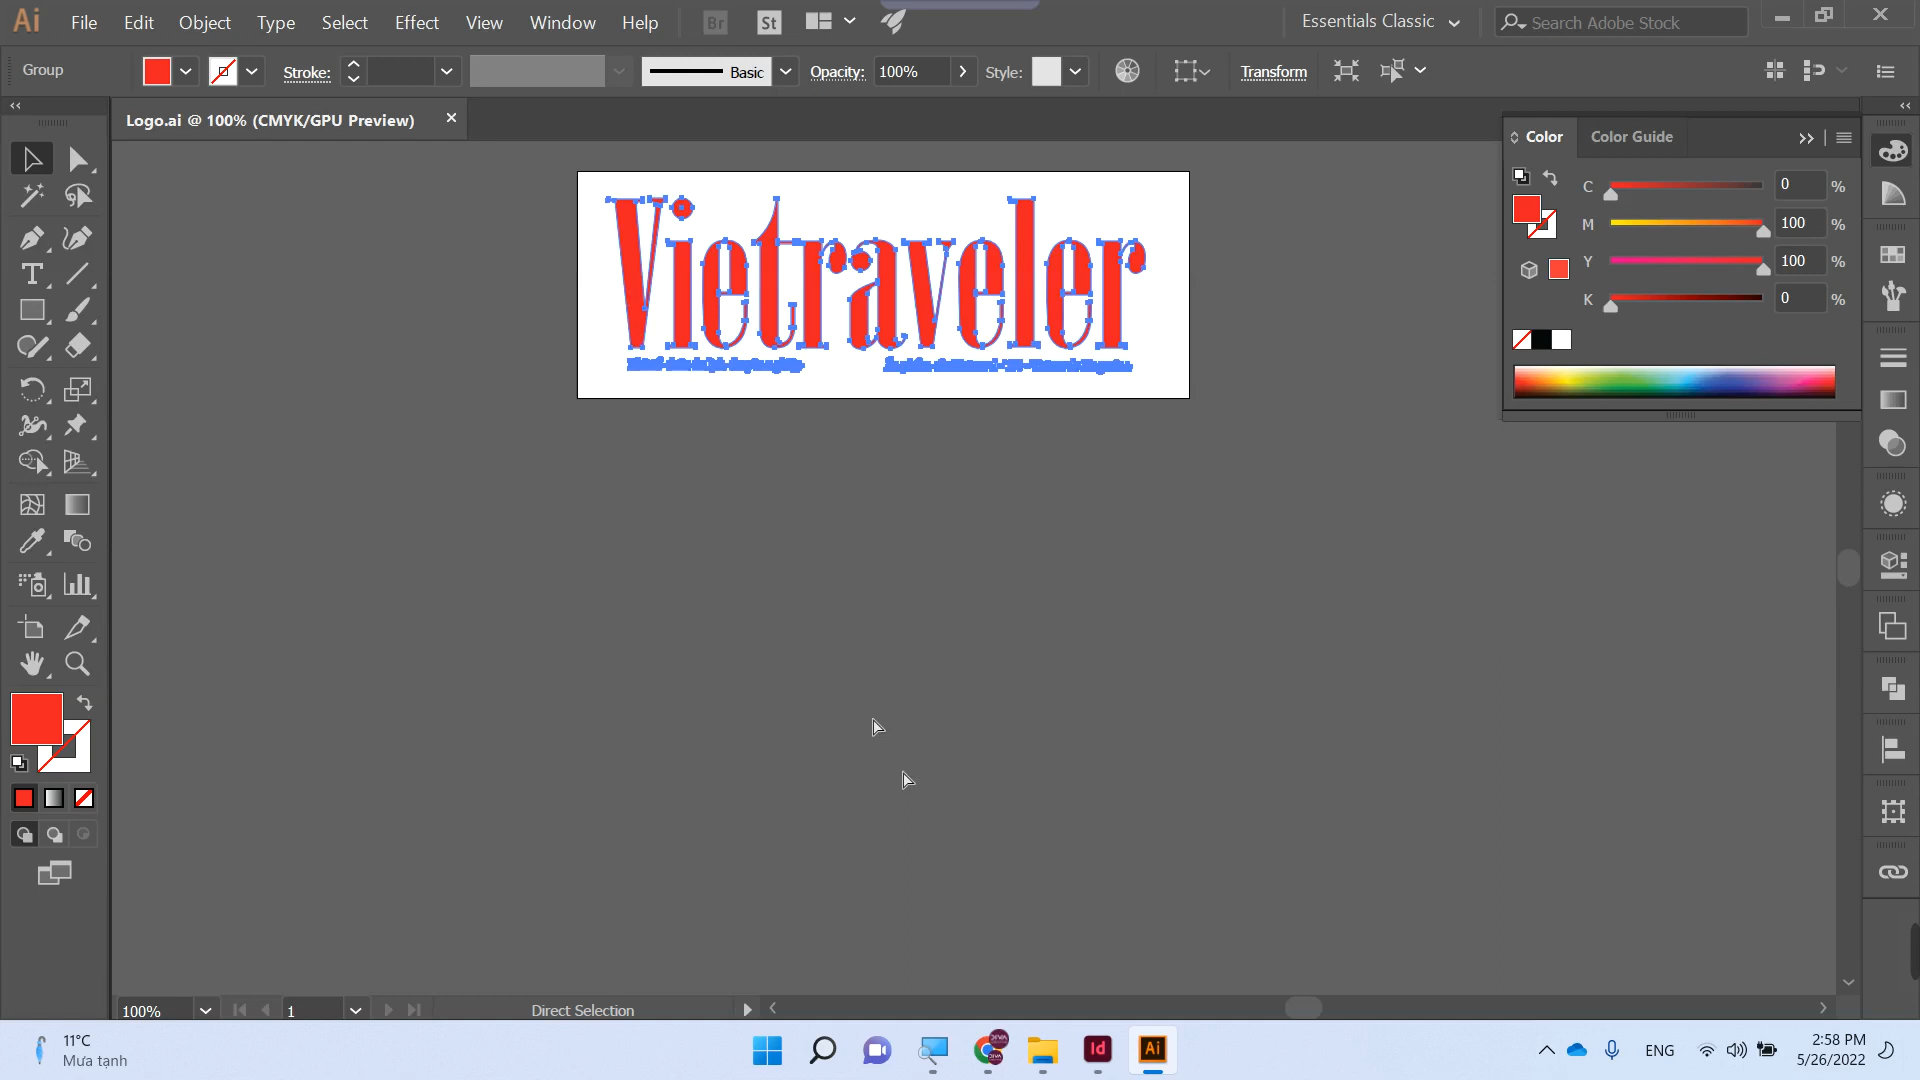 Ai File Edit Object Type Select Effect View Window Help Br St Essentials Classic Search Adobe Stock
Group Stroke: Basic Opacity: 100% Style: Transform
Logo.ai @ 100% (CMYK/GPU Preview)
Color Color Guide
C 0 %
M 100 %
Y 100 %
K 0 %
Vietraveler
100% 1 Direct Selection
11°C
Mưa tạnh
Id Ai
ENG
2:58 PM
5/26/2022